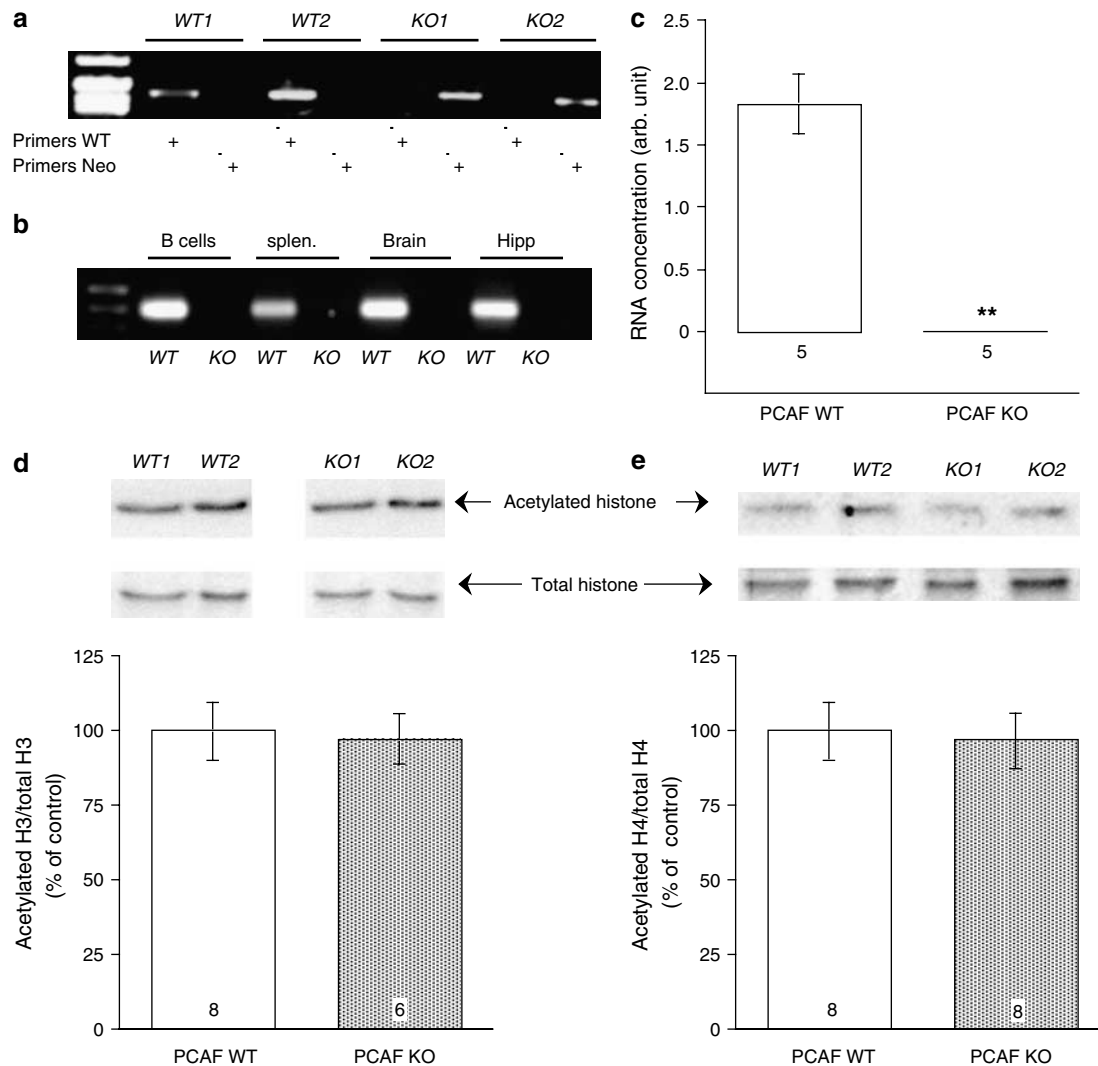 a
WT1 WT2 KO1 KO2
Primers WT + - + - + - +
Primers Neo - + - + - + - +
b
B cells splen. Brain Hipp
WT KO WT KO WT KO WT KO
c
RNA concentration (arb. unit)
2.5
2.0
1.5
1.0
0.5
0
**
5 5
PCAF WT PCAF KO
d
WT1 WT2 KO1 KO2
e
WT1 WT2 KO1 KO2
Acetylated histone
Total histone
Acetylated H3/total H3
(% of control)
125
100
75
50
25
0
8 6
PCAF WT PCAF KO
Acetylated H4/total H4
(% of control)
125
100
75
50
25
0
8 8
PCAF WT PCAF KO